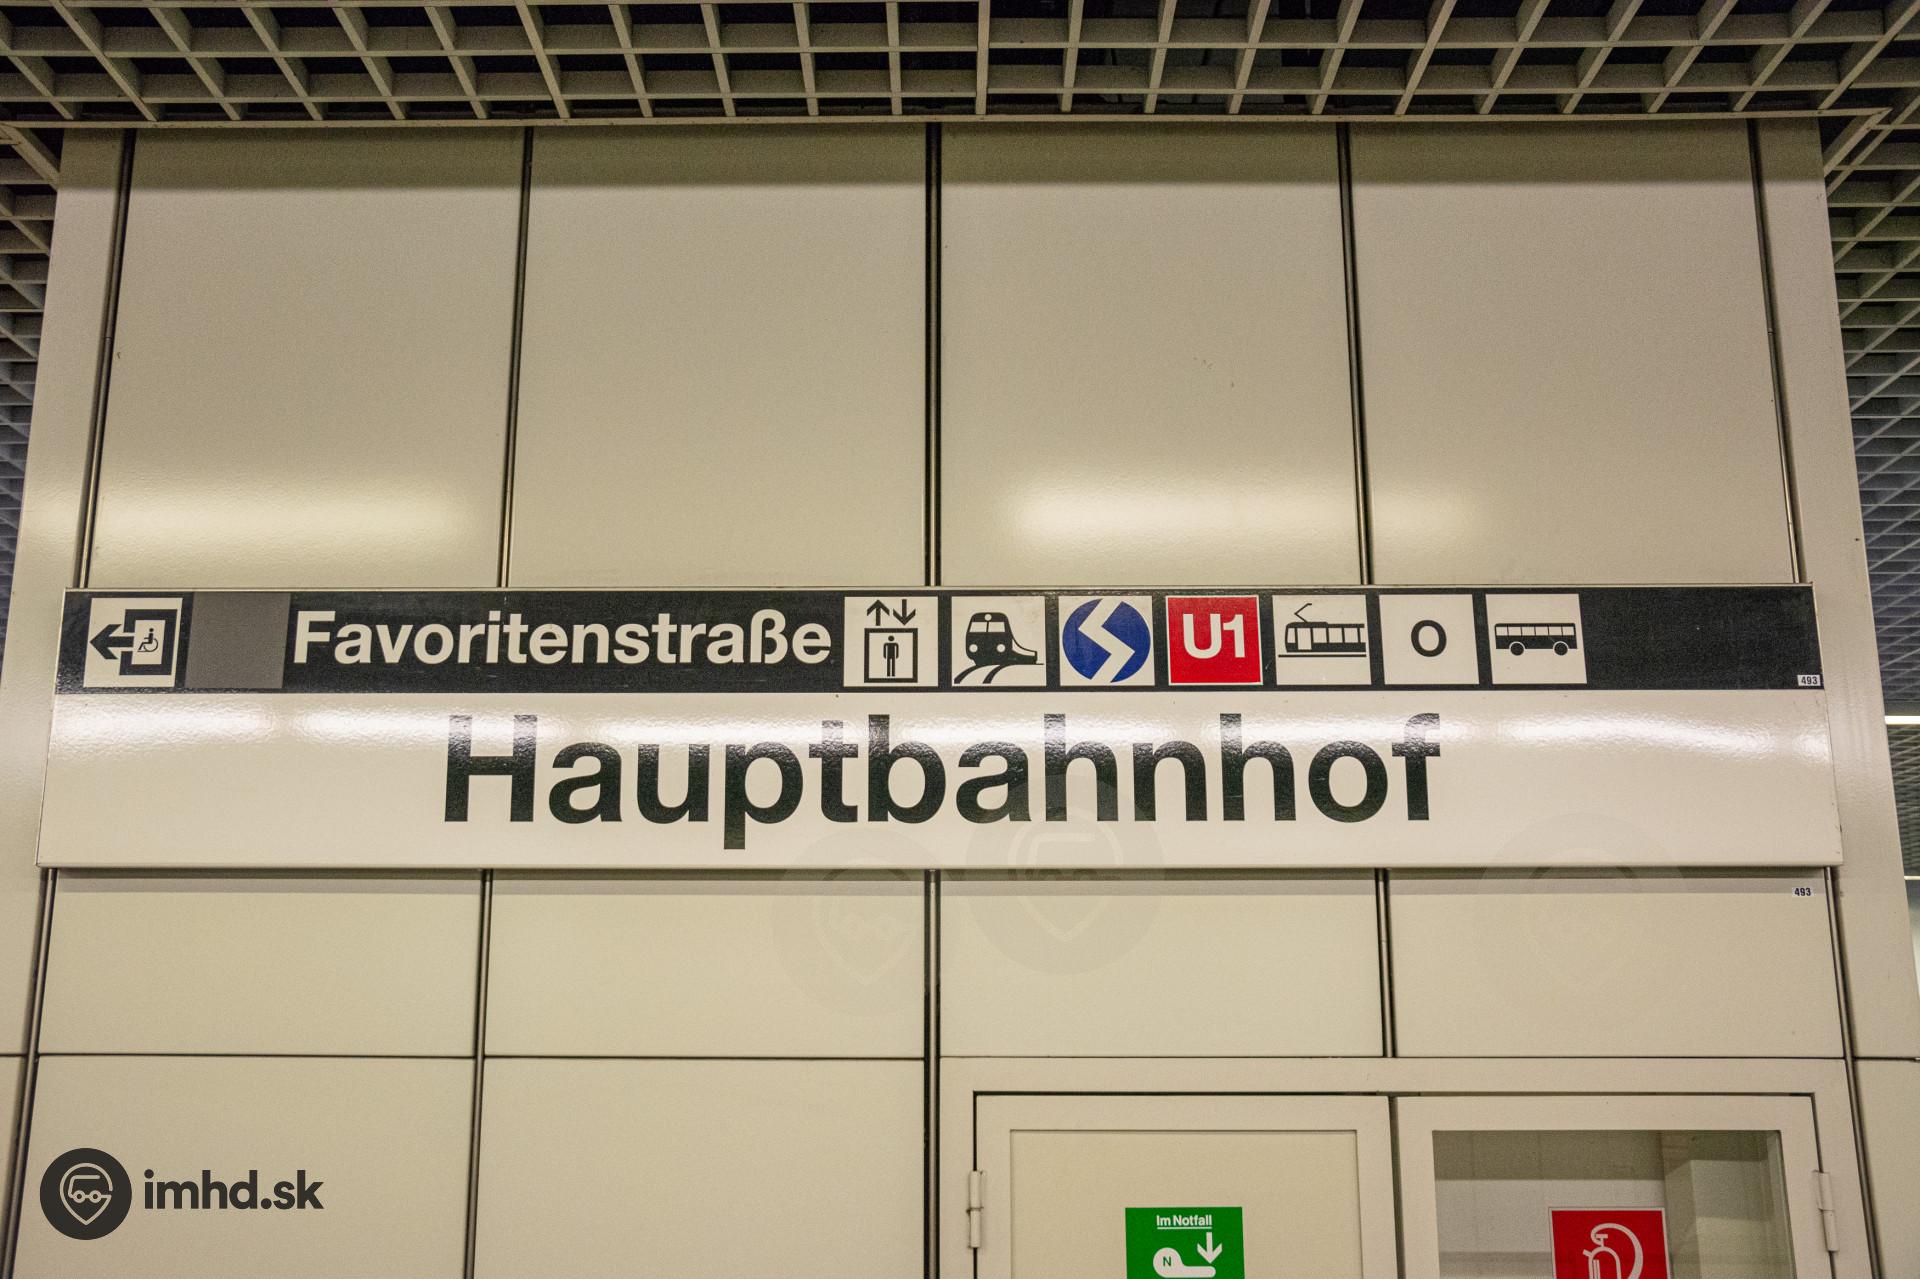 Favoritenstraße U1 O
493
Hauptbahnhof
493
Im Notfall
N
imhd.sk